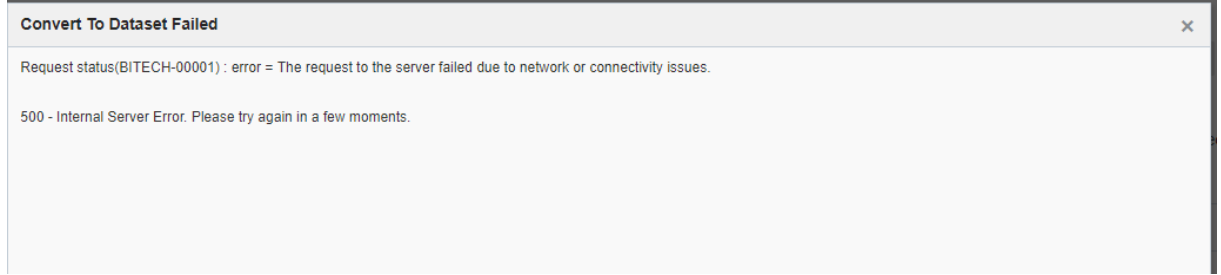 Convert To Dataset Failed
Request status(BITECH-00001) : error = The request to the server failed due to network or connectivity issues.
500 - Internal Server Error. Please try again in a few moments.